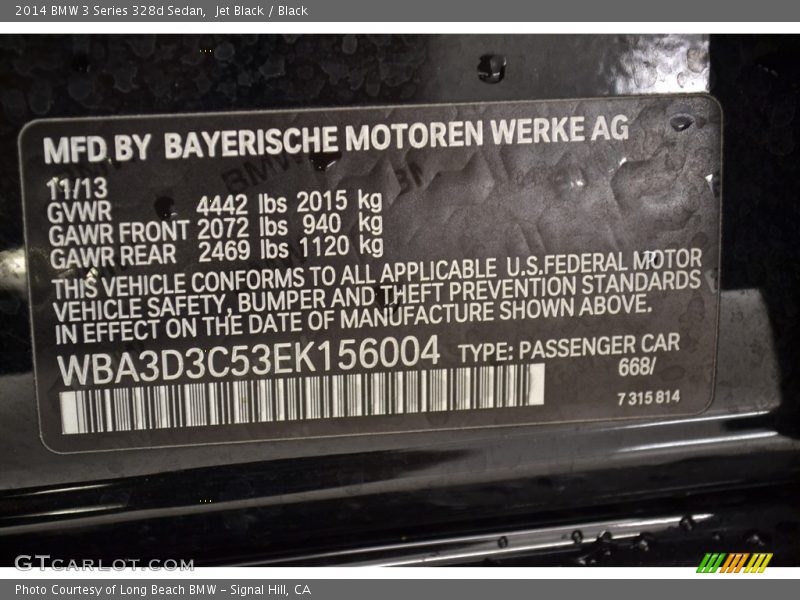 2014 BMW 3 Series 328d Sedan,  Jet Black / Black
MFD BY BAYERISCHE MOTOREN WERKE AG
11/13
GVWR 4442 lbs 2015 kg
GAWR FRONT 2072 lbs 940 kg
GAWR REAR 2469 lbs 1120 kg
THIS VEHICLE CONFORMS TO ALL APPLICABLE U.S.FEDERAL MOTOR
VEHICLE SAFETY, BUMPER AND THEFT PREVENTION STANDARDS
IN EFFECT ON THE DATE OF MANUFACTURE SHOWN ABOVE.
WBA3D3C53EK156004 TYPE: PASSENGER CAR
668/
7 315 814
GTCARLOT.COM
Photo Courtesy of Long Beach BMW - Signal Hill, CA